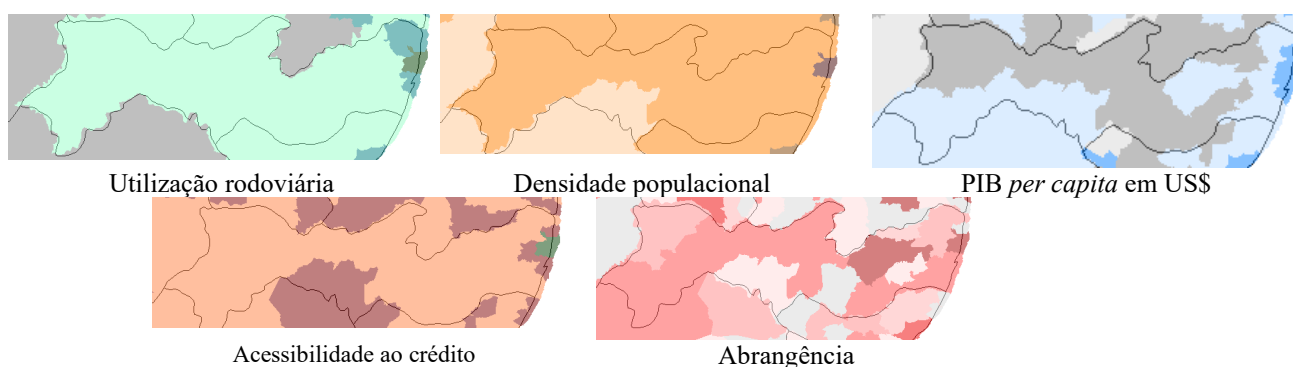 Utilização rodoviária
Densidade populacional
PIB per capita em US$
Acessibilidade ao crédito
Abrangência